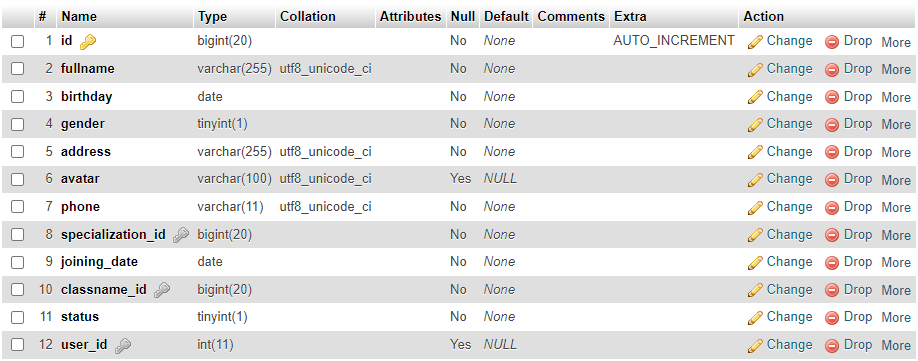 # Name Type Collation Attributes Null Default Comments Extra Action
1 id bigint(20) No None AUTO_INCREMENT Change Drop More
2 fullname varchar(255) utf8_unicode_ci No None Change Drop More
3 birthday date No None Change Drop More
4 gender tinyint(1) No None Change Drop More
5 address varchar(255) utf8_unicode_ci No None Change Drop More
6 avatar varchar(100) utf8_unicode_ci Yes NULL Change Drop More
7 phone varchar(11) utf8_unicode_ci No None Change Drop More
8 specialization_id bigint(20) No None Change Drop More
9 joining_date date No None Change Drop More
10 classname_id bigint(20) No None Change Drop More
11 status tinyint(1) No None Change Drop More
12 user_id int(11) Yes NULL Change Drop More